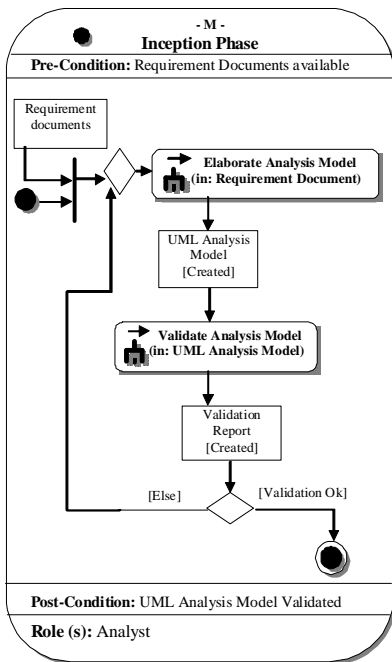 - M -
Inception Phase
Pre-Condition: Requirement Documents available
Requirement
documents
Elaborate Analysis Model
(in: Requirement Document)
UML Analysis
Model
[Created]
Validate Analysis Model
(in: UML Analysis Model)
Validation
Report
[Created]
[Else]
[Validation Ok]
Post-Condition: UML Analysis Model Validated
Role (s): Analyst